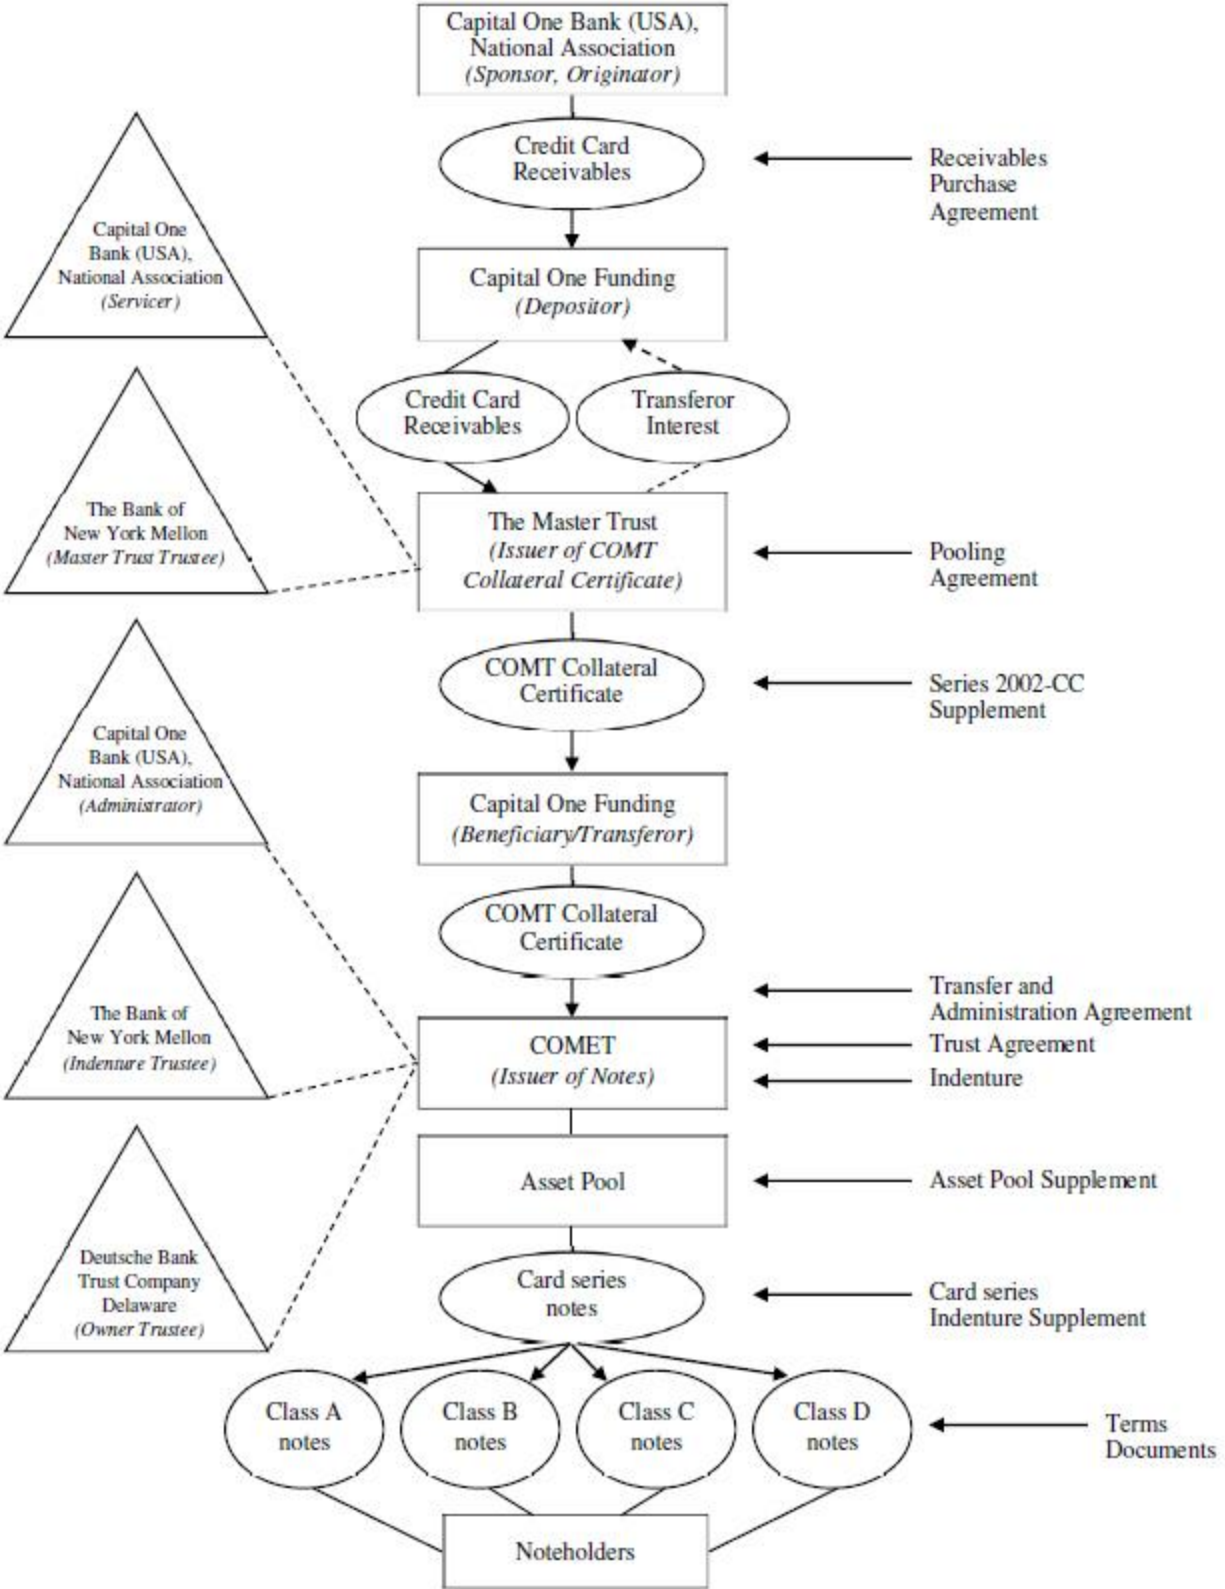 Capital One Bank (USA),
National Association
(Sponsor, Originator)
Credit Card
Receivables
Receivables
Purchase
Agreement
Capital One
Bank (USA),
National Association
(Servicer)
Capital One Funding
(Depositor)
Credit Card
Receivables
Transferor
Interest
The Bank of
New York Mellon
(Master Trust Trustee)
The Master Trust
(Issuer of COMT
Collateral Certificate)
Pooling
Agreement
COMT Collateral
Certificate
Series 2002-CC
Supplement
Capital One
Bank (USA),
National Association
(Administrator)
Capital One Funding
(Beneficiary/Transferor)
COMT Collateral
Certificate
Transfer and
Administration Agreement
The Bank of
New York Mellon
(Indenture Trustee)
COMET
(Issuer of Notes)
Trust Agreement
Indenture
Asset Pool
Asset Pool Supplement
Deutsche Bank
Trust Company
Delaware
(Owner Trustee)
Card series
notes
Card series
Indenture Supplement
Class A
notes
Class B
notes
Class C
notes
Class D
notes
Terms
Documents
Noteholders